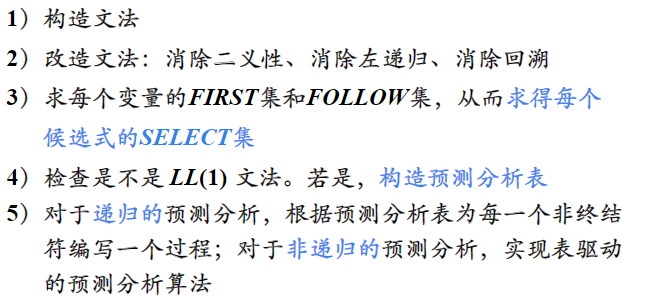 1）构造文法
2）改造文法：消除二义性、消除左递归、消除回溯
3）求每个变量的FIRST集和FOLLOW集，从而求得每个
候选式的SELECT集
4）检查是不是 LL(1) 文法。若是，构造预测分析表
5）对于递归的预测分析，根据预测分析表为每一个非终结
符编写一个过程；对于非递归的预测分析，实现表驱动
的预测分析算法